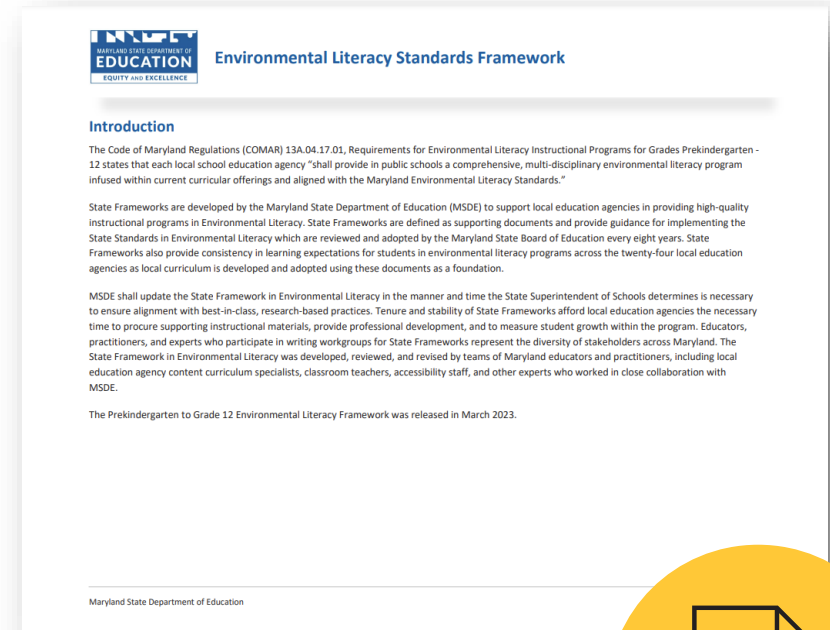 MARYLAND STATE DEPARTMENT OF
EDUCATION
EQUITY AND EXCELLENCE
Environmental Literacy Standards Framework
Introduction
The Code of Maryland Regulations (COMAR) 13A.04.17.01, Requirements for Environmental Literacy Instructional Programs for Grades Prekindergarten -
12 states that each local school education agency “shall provide in public schools a comprehensive, multi-disciplinary environmental literacy program
infused within current curricular offerings and aligned with the Maryland Environmental Literacy Standards.”
State Frameworks are developed by the Maryland State Department of Education (MSDE) to support local education agencies in providing high-quality
instructional programs in Environmental Literacy. State Frameworks are defined as supporting documents and provide guidance for implementing the
State Standards in Environmental Literacy which are reviewed and adopted by the Maryland State Board of Education every eight years. State
Frameworks also provide consistency in learning expectations for students in environmental literacy programs across the twenty-four local education
agencies as local curriculum is developed and adopted using these documents as a foundation.
MSDE shall update the State Framework in Environmental Literacy in the manner and time the State Superintendent of Schools determines is necessary
to ensure alignment with best-in-class, research-based practices. Tenure and stability of State Frameworks afford local education agencies the necessary
time to procure supporting instructional materials, provide professional development, and to measure student growth within the program. Educators,
practitioners, and experts who participate in writing workgroups for State Frameworks represent the diversity of stakeholders across Maryland. The
State Framework in Environmental Literacy was developed, reviewed, and revised by teams of Maryland educators and practitioners, including local
education agency content curriculum specialists, classroom teachers, accessibility staff, and other experts who worked in close collaboration with
MSDE.
The Prekindergarten to Grade 12 Environmental Literacy Framework was released in March 2023.
Maryland State Department of Education